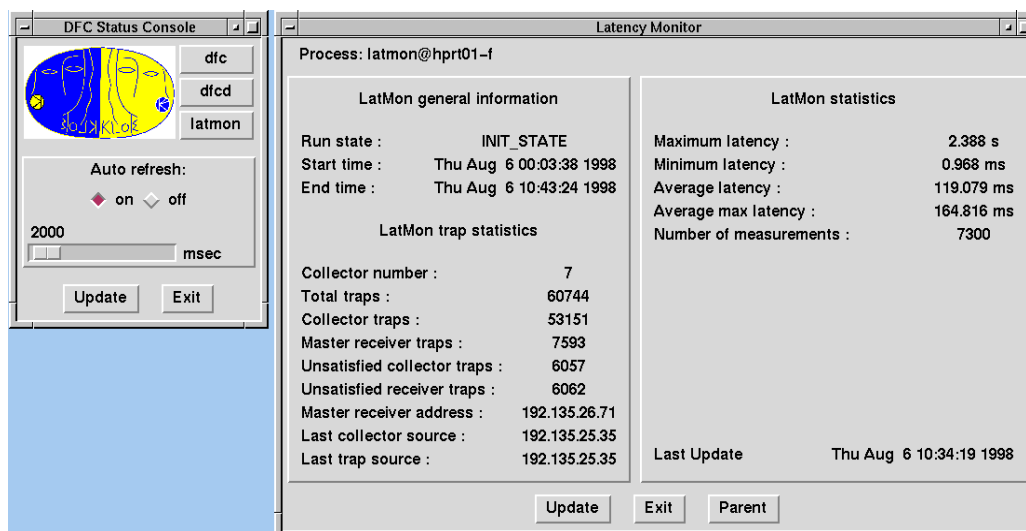 DFC Status Console
dfc
dfcd
latmon
Auto refresh:
on off
2000
msec
Update Exit
Latency Monitor
Process: latmon@hprt01-f
LatMon general information
Run state : INIT_STATE
Start time : Thu Aug 6 00:03:38 1998
End time : Thu Aug 6 10:43:24 1998
LatMon trap statistics
Collector number : 7
Total traps : 60744
Collector traps : 53151
Master receiver traps : 7593
Unsatisfied collector traps : 6057
Unsatisfied receiver traps : 6062
Master receiver address : 192.135.26.71
Last collector source : 192.135.25.35
Last trap source : 192.135.25.35
LatMon statistics
Maximum latency : 2.388 s
Minimum latency : 0.968 ms
Average latency : 119.079 ms
Average max latency : 164.816 ms
Number of measurements : 7300
Last Update Thu Aug 6 10:34:19 1998
Update Exit Parent